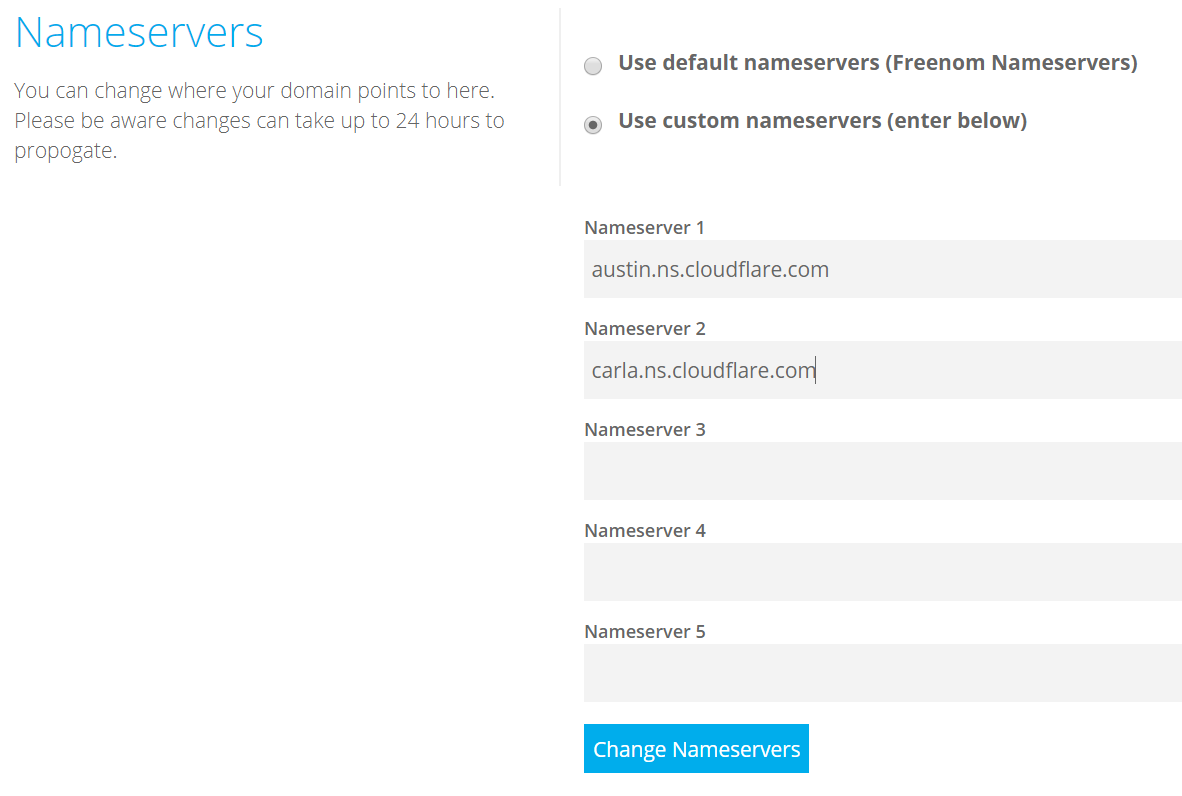 Nameservers
You can change where your domain points to here.
Please be aware changes can take up to 24 hours to
propogate.
Use default nameservers (Freenom Nameservers)
Use custom nameservers (enter below)
Nameserver 1
austin.ns.cloudflare.com
Nameserver 2
carla.ns.cloudflare.com
Nameserver 3
Nameserver 4
Nameserver 5
Change Nameservers